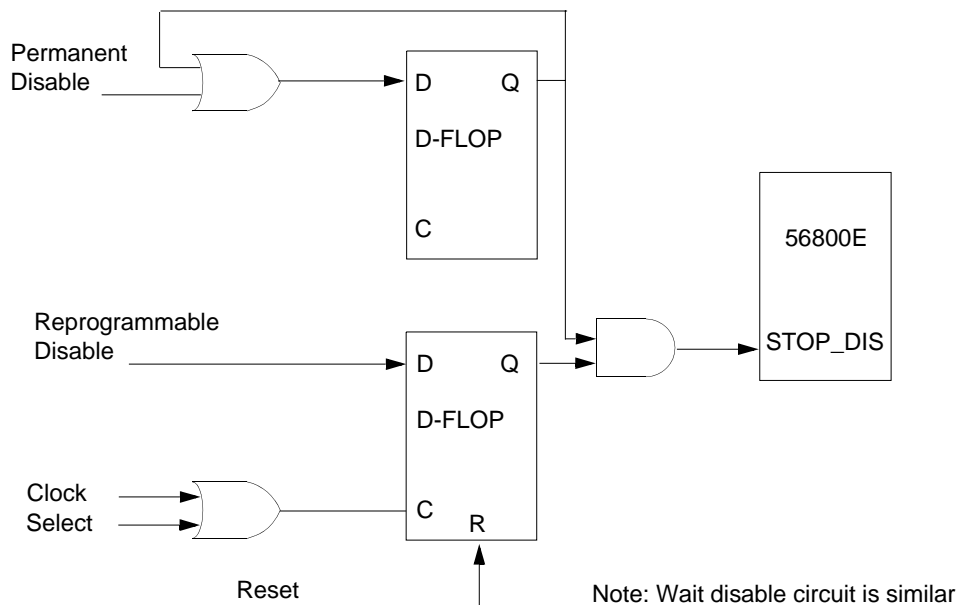 Permanent
Disable
D Q
D-FLOP
C
56800E
STOP_DIS
Reprogrammable
Disable
D Q
D-FLOP
Clock
Select
C
R
Reset
Note: Wait disable circuit is similar